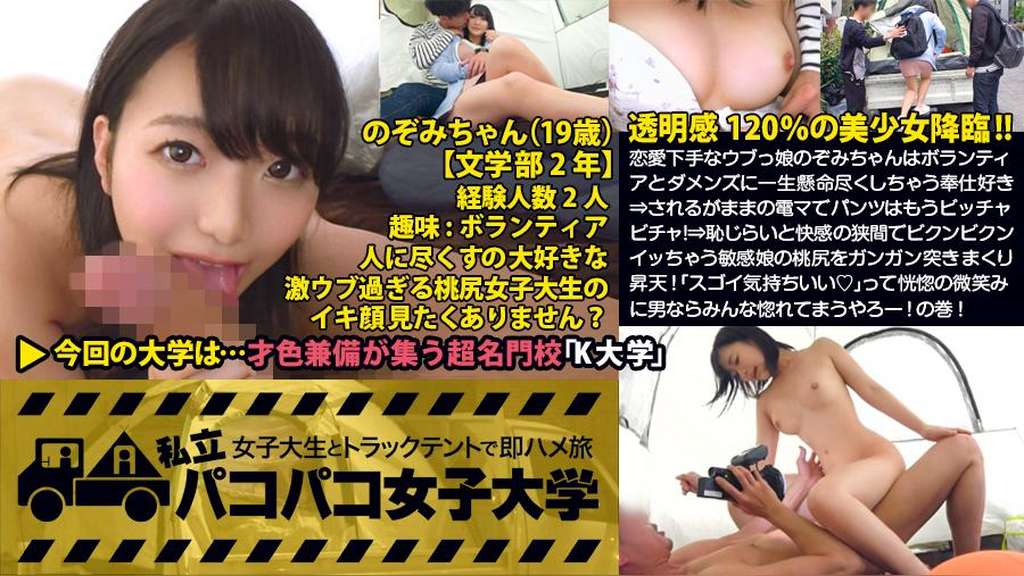 のぞみちゃん（19歳）
【文学部2年】
経験人数2人
趣味：ボランティア
人に尽くすの大好きな
激ウブ過ぎる桃尻女子大生の
イキ顔見たくありません？
▶今回の大学は…才色兼備が集う超名門校「K大学」
透明感 120％の美少女降臨!!
恋愛下手なウブっ娘のぞみちゃんはボランティ
アとダメンズに一生懸命尽くしちゃう奉仕好き
⇒されるがままの電マでパンツはもうビッチャ
ビチャ!⇒恥じらいと快感の狭間でビクンビクン
イッちゃう敏感娘の桃尻をガンガン突きまくり
昇天！「スゴイ気持ちいい♡」って恍惚の微笑み
に男ならみんな惚れてまうやろー！の巻！
私立
女子大生とトラックテントで即ハメ旅
パコパコ女子大学